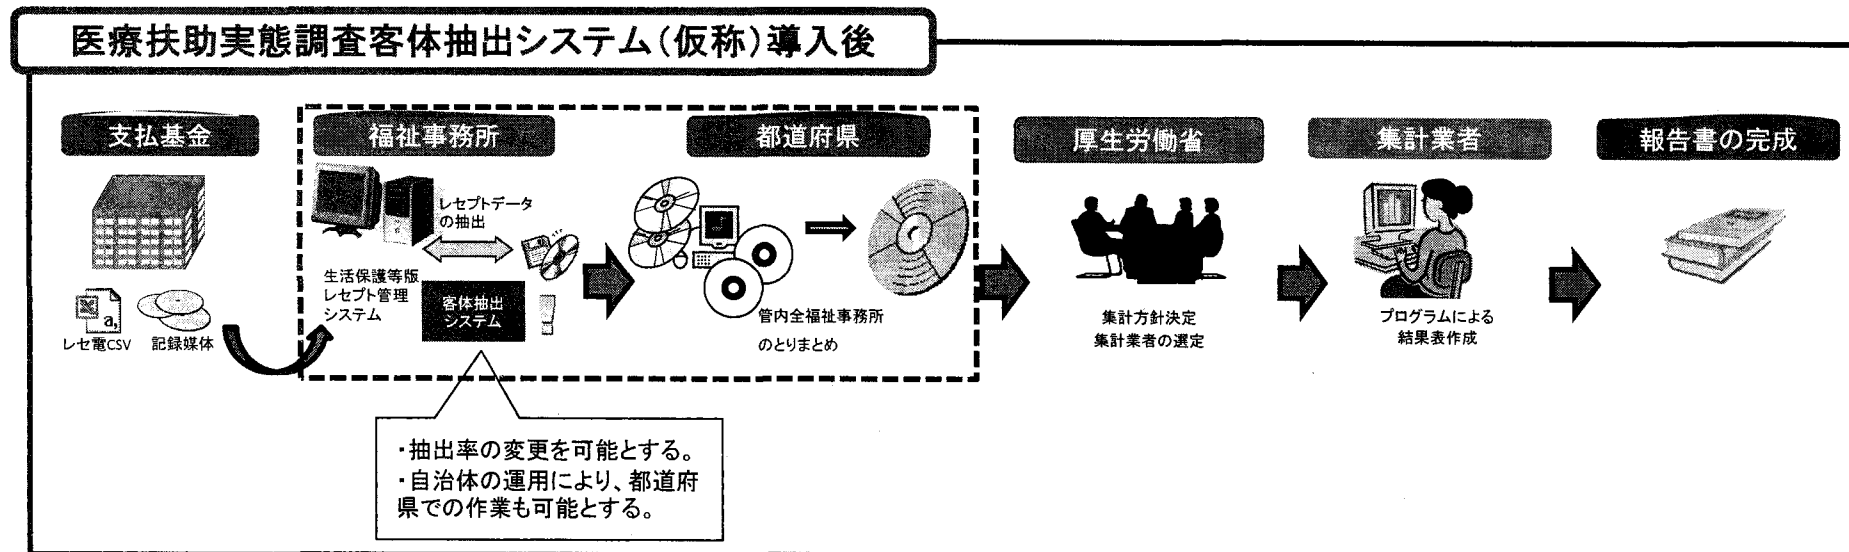 医療扶助実態調査客体抽出システム(仮称)導入後
支払基金
レセ電CSV
記録媒体
福祉事務所
レセプトデータ
の抽出
生活保護等版
レセプト管理
システム
客体抽出
システム
都道府県
管内全福祉事務所
のとりまとめ
厚生労働省
集計方針決定
集計業者の選定
集計業者
プログラムによる
結果表作成
報告書の完成
・抽出率の変更を可能とする。
・自治体の運用により、都道府
県での作業も可能とする。